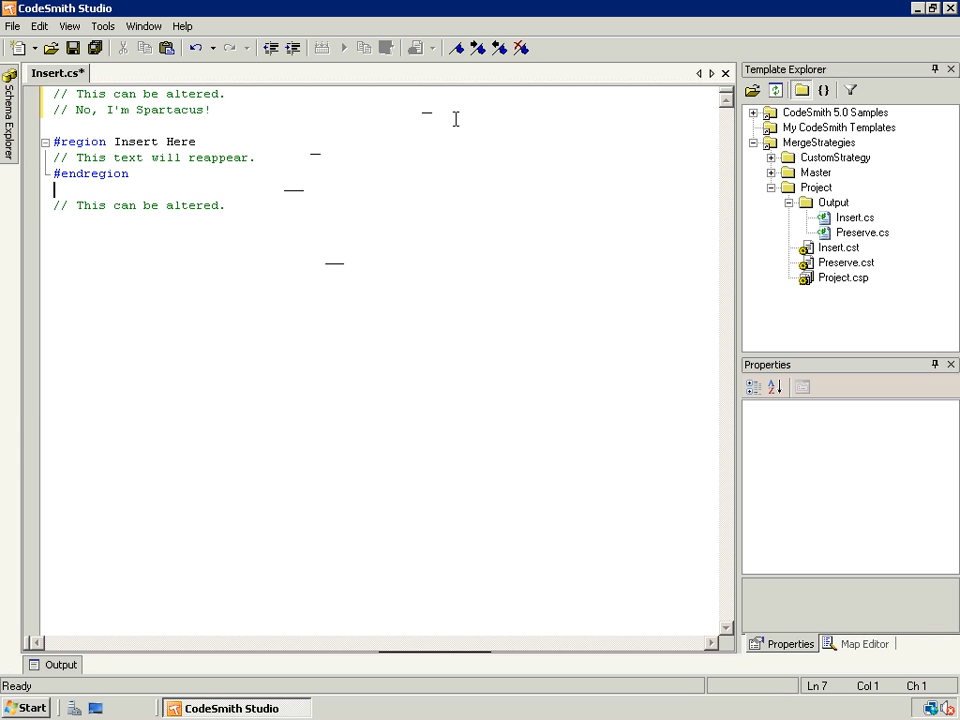 CodeSmith Studio
File Edit View Tools Window Help
Insert.cs*
Schema Explorer
// This can be altered.
// No, I'm Spartacus!
#region Insert Here
// This text will reappear.
#endregion
// This can be altered.
Template Explorer
CodeSmith 5.0 Samples
My CodeSmith Templates
MergeStrategies
CustomStrategy
Master
Project
Output
Insert.cs
Preserve.cs
Insert.cst
Preserve.cst
Project.csp
Properties
Properties Map Editor
Output
Ready Ln 7 Col 1 Ch 1
Start CodeSmith Studio